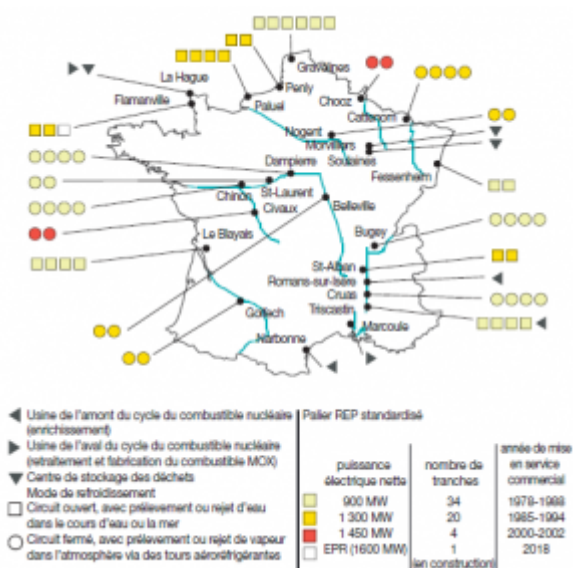 Gravelines
La Hague
Penly
Chooz
Flamanville
Paluel
Cattenom
Nogent
Morvilliers
Soulaines
Dampierre
Fessenheim
St-Laurent
Chinon
Civaux
Belleville
Bugey
Le Blayais
St-Alban
Romans-sur-Isère
Cruas
Golfech
Tricastin
Marcoule
Narbonne
Usine de l'amont du cycle du combustible nucléaire
(enrichissement)
Usine de l'aval du cycle du combustible nucléaire
(retraitement et fabrication du combustible MOX)
Centre de stockage des déchets
Mode de refroidissement
Circuit ouvert, avec prélèvement ou rejet d'eau
dans le cours d'eau ou la mer
Circuit fermé, avec prélèvement ou rejet de vapeur
dans l'atmosphère via des tours aéroréfrigérantes
Palier REP standardisé
puissance électrique nette
nombre de tranches
année de mise en service commercial
900 MW 34 1978-1988
1 300 MW 20 1985-1994
1 450 MW 4 2000-2002
EPR (1600 MW) 1 2018
(en construction)